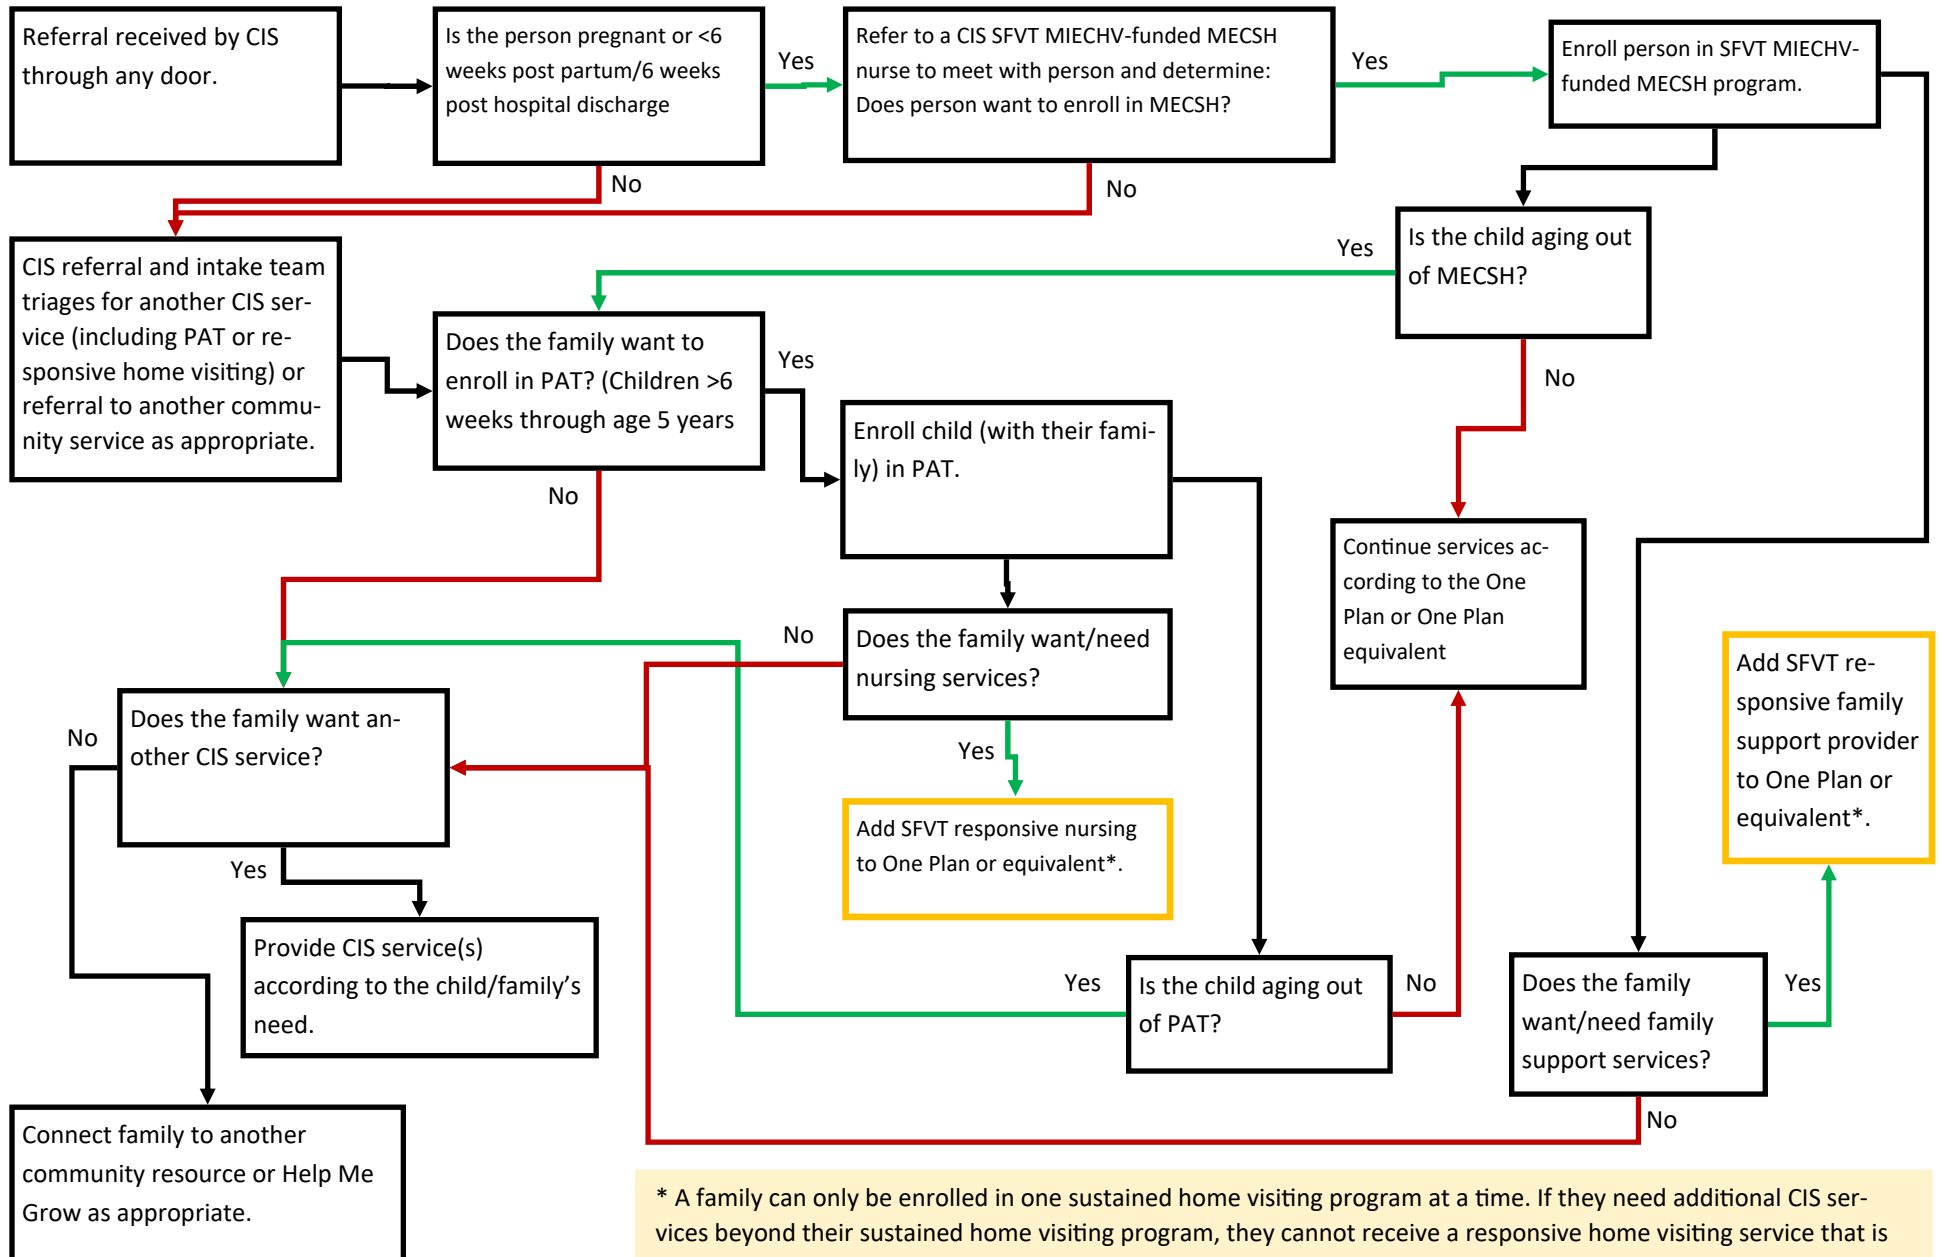 Referral received by CIS
through any door.
Is the person pregnant or <6
weeks post partum/6 weeks
post hospital discharge
Yes
Refer to a CIS SFVT MIECHV-funded MECSH
nurse to meet with person and determine:
Does person want to enroll in MECSH?
Yes
Enroll person in SFVT MIECHV-
funded MECSH program.
No
No
CIS referral and intake team
triages for another CIS ser-
vice (including PAT or re-
sponsive home visiting) or
referral to another commu-
nity service as appropriate.
Yes
Is the child aging out
of MECSH?
Does the family want to
enroll in PAT? (Children >6
weeks through age 5 years
Yes
No
Enroll child (with their fami-
ly) in PAT.
No
Continue services ac-
cording to the One
Plan or One Plan
equivalent
No
Does the family want/need
nursing services?
Add SFVT re-
sponsive family
support provider
to One Plan or
equivalent*.
No
Does the family want an-
other CIS service?
Yes
Add SFVT responsive nursing
to One Plan or equivalent*.
Yes
Provide CIS service(s)
according to the child/family’s
need.
Yes
Is the child aging out
of PAT?
No
Does the family
want/need family
support services?
Yes
No
Connect family to another
community resource or Help Me
Grow as appropriate.
* A family can only be enrolled in one sustained home visiting program at a time. If they need additional CIS ser-
vices beyond their sustained home visiting program, they cannot receive a responsive home visiting service that is